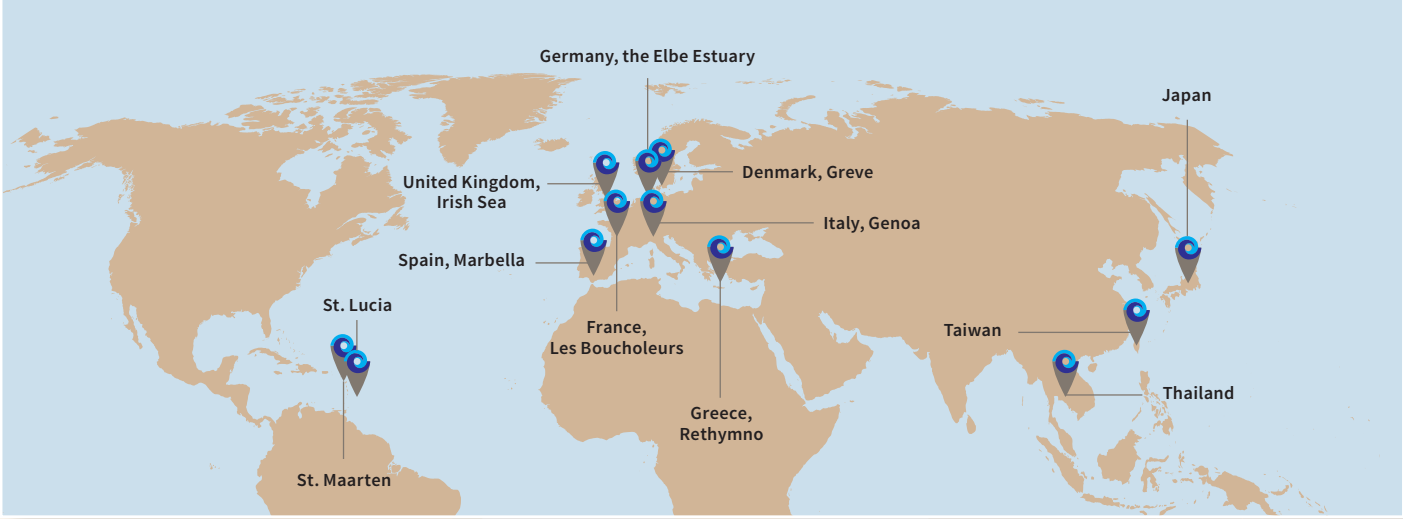 Germany, the Elbe Estuary
Japan
Denmark, Greve
United Kingdom,
Irish Sea
Italy, Genoa
Spain, Marbella
St. Lucia
France,
Les Boucholeurs
Taiwan
Thailand
Greece,
Rethymno
St. Maarten